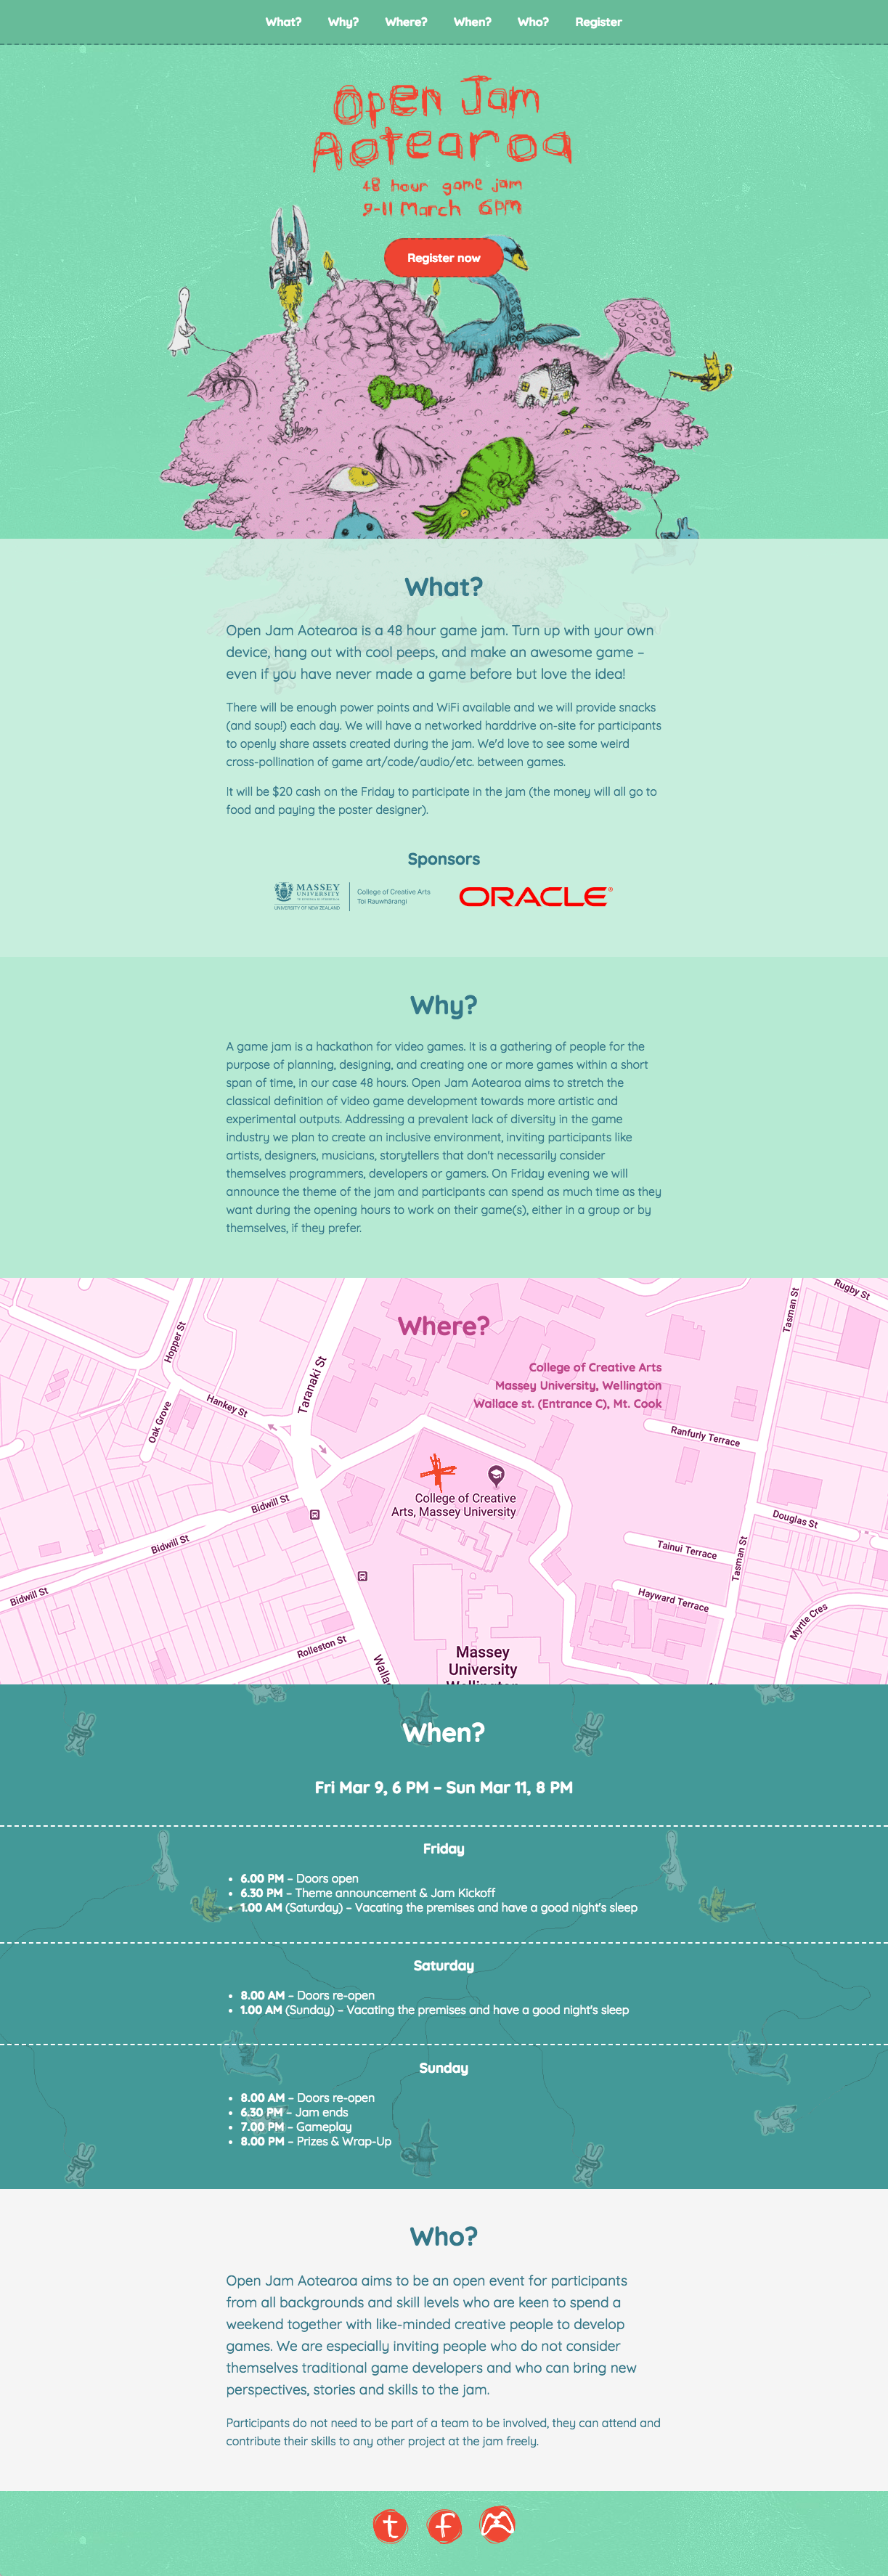 What? Why? Where? When? Who? Register
Open Jam
Aotearoa
48 hour game jam
9-11 March 6pm
Register now
What?
Open Jam Aotearoa is a 48 hour game jam. Turn up with your own
device, hang out with cool peeps, and make an awesome game –
even if you have never made a game before but love the idea!
There will be enough power points and WiFi available and we will provide snacks
(and soup!) each day. We will have a networked harddrive on-site for participants
to openly share assets created during the jam. We'd love to see some weird
cross-pollination of game art/code/audio/etc. between games.
It will be $20 cash on the Friday to participate in the jam (the money will all go to
food and paying the poster designer).
Sponsors
MASSEY
UNIVERSITY
UNIVERSITY OF NEW ZEALAND
College of Creative Arts
Toi Rauwhārangi
ORACLE®
Why?
A game jam is a hackathon for video games. It is a gathering of people for the
purpose of planning, designing, and creating one or more games within a short
span of time, in our case 48 hours. Open Jam Aotearoa aims to stretch the
classical definition of video game development towards more artistic and
experimental outputs. Addressing a prevalent lack of diversity in the game
industry we plan to create an inclusive environment, inviting participants like
artists, designers, musicians, storytellers that don't necessarily consider
themselves programmers, developers or gamers. On Friday evening we will
announce the theme of the jam and participants can spend as much time as they
want during the opening hours to work on their game(s), either in a group or by
themselves, if they prefer.
Where?
College of Creative Arts
Massey University, Wellington
Wallace st. (Entrance C), Mt. Cook
Rugby St
Tasman St
Hopper St
Taranaki St
Hankey St
Oak Grove
Ranfurly Terrace
College of Creative
Arts, Massey University
Bidwill St
Bidwill St
Bidwill St
Douglas St
Tainui Terrace
Tasman St
Hayward Terrace
Myrtle Cres
Rolleston St
Massey
University
Wellington
When?
Fri Mar 9, 6 PM – Sun Mar 11, 8 PM
Friday
• 6.00 PM – Doors open
• 6.30 PM – Theme announcement & Jam Kickoff
• 1.00 AM (Saturday) – Vacating the premises and have a good night's sleep
Saturday
• 8.00 AM – Doors re-open
• 1.00 AM (Sunday) – Vacating the premises and have a good night's sleep
Sunday
• 8.00 AM – Doors re-open
• 6.30 PM – Jam ends
• 7.00 PM – Gameplay
• 8.00 PM – Prizes & Wrap-Up
Who?
Open Jam Aotearoa aims to be an open event for participants
from all backgrounds and skill levels who are keen to spend a
weekend together with like-minded creative people to develop
games. We are especially inviting people who do not consider
themselves traditional game developers and who can bring new
perspectives, stories and skills to the jam.
Participants do not need to be part of a team to be involved, they can attend and
contribute their skills to any other project at the jam freely.
t f